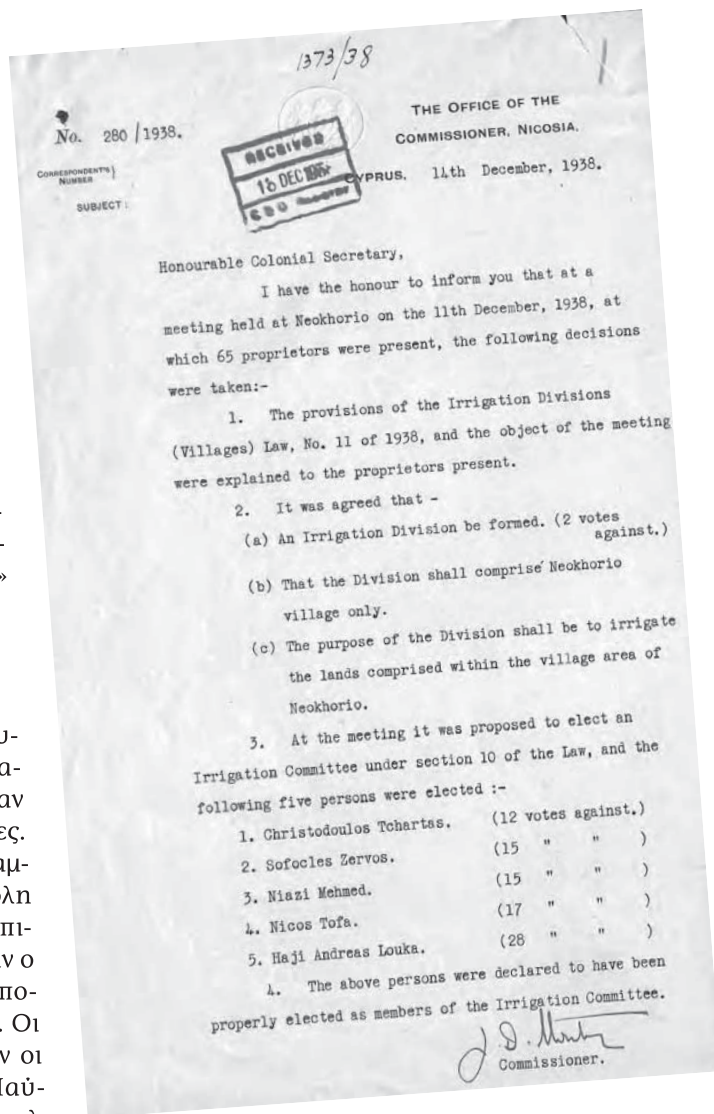 1373/38
No. 280/1938.
CORRESPONDENT'S NUMBER }
SUBJECT:
THE OFFICE OF THE
COMMISSIONER, NICOSIA,
CYPRUS. 14th December, 1938.
RECEIVED
DEC
Honourable Colonial Secretary,
I have the honour to inform you that at a
meeting held at Neokhorio on the 11th December, 1938, at
which 65 proprietors were present, the following decisions
were taken:-
1. The provisions of the Irrigation Divisions
(Villages) Law, No. 11 of 1938, and the object of the meeting
were explained to the proprietors present.
2. It was agreed that -
(a) An Irrigation Division be formed. (2 votes
against.)
(b) That the Division shall comprise Neokhorio
village only.
(c) The purpose of the Division shall be to irrigate
the lands comprised within the village area of
Neokhorio.
3. At the meeting it was proposed to elect an
Irrigation Committee under section 10 of the Law, and the
following five persons were elected :-
1. Christodoulos Tchartas. (12 votes against.)
2. Sofocles Zervos. (15 " " )
3. Niazi Mehmed. (15 " " )
4. Nicos Tofa. (17 " " )
5. Haji Andreas Louka. (28 " " )
4. The above persons were declared to have been
properly elected as members of the Irrigation Committee.
J. D.
Commissioner.
»
υ-
α-
αν
ες.
αμ-
όλη
πι-
ν ο
πο-
. Οι
ν οι
Παύ-